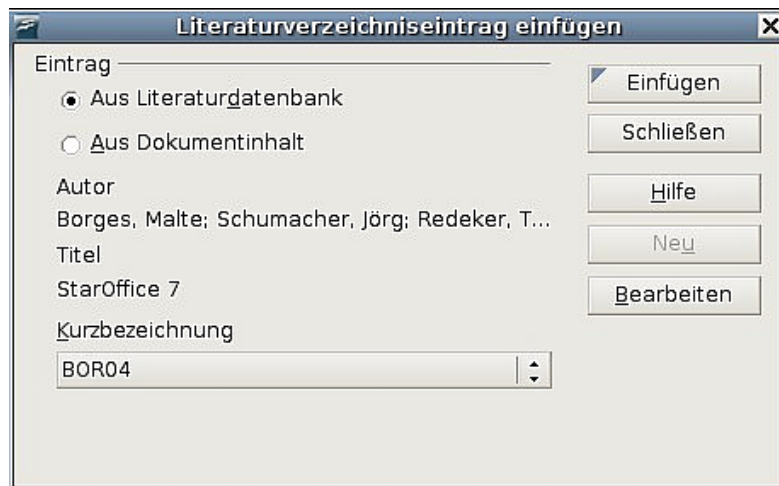 Literaturverzeichniseintrag einfügen
Eintrag
Aus Literaturdatenbank
Aus Dokumentinhalt
Autor
Borges, Malte; Schumacher, Jörg; Redeker, T...
Titel
StarOffice 7
Kurzbezeichnung
BOR04
Einfügen
Schließen
Hilfe
Neu
Bearbeiten